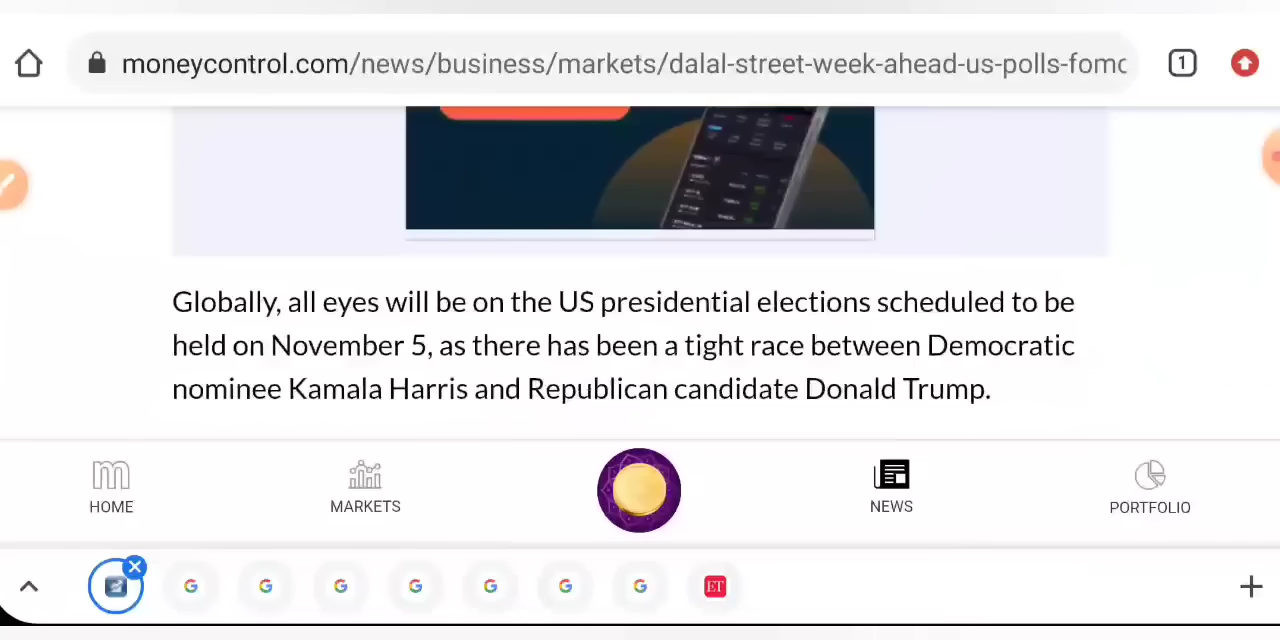 moneycontrol.com/news/business/markets/dalal-street-week-ahead-us-polls-fomc
1
Globally, all eyes will be on the US presidential elections scheduled to be
held on November 5, as there has been a tight race between Democratic
nominee Kamala Harris and Republican candidate Donald Trump.
m
HOME
MARKETS
NEWS
PORTFOLIO
G G G G G G G ET